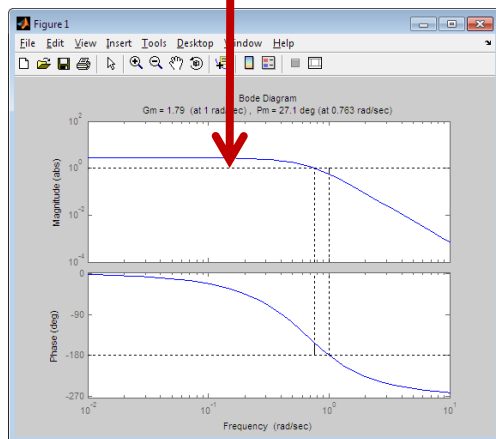 Figure 1
File Edit View Insert Tools Desktop Window Help
Bode Diagram
Gm = 1.79 (at 1 rad/sec) , Pm = 27.1 deg (at 0.763 rad/sec)
10^2
10^0
10^-2
10^-4
Magnitude (abs)
0
-90
-180
-270
Phase (deg)
10^-2 10^-1 10^0 10^1
Frequency (rad/sec)